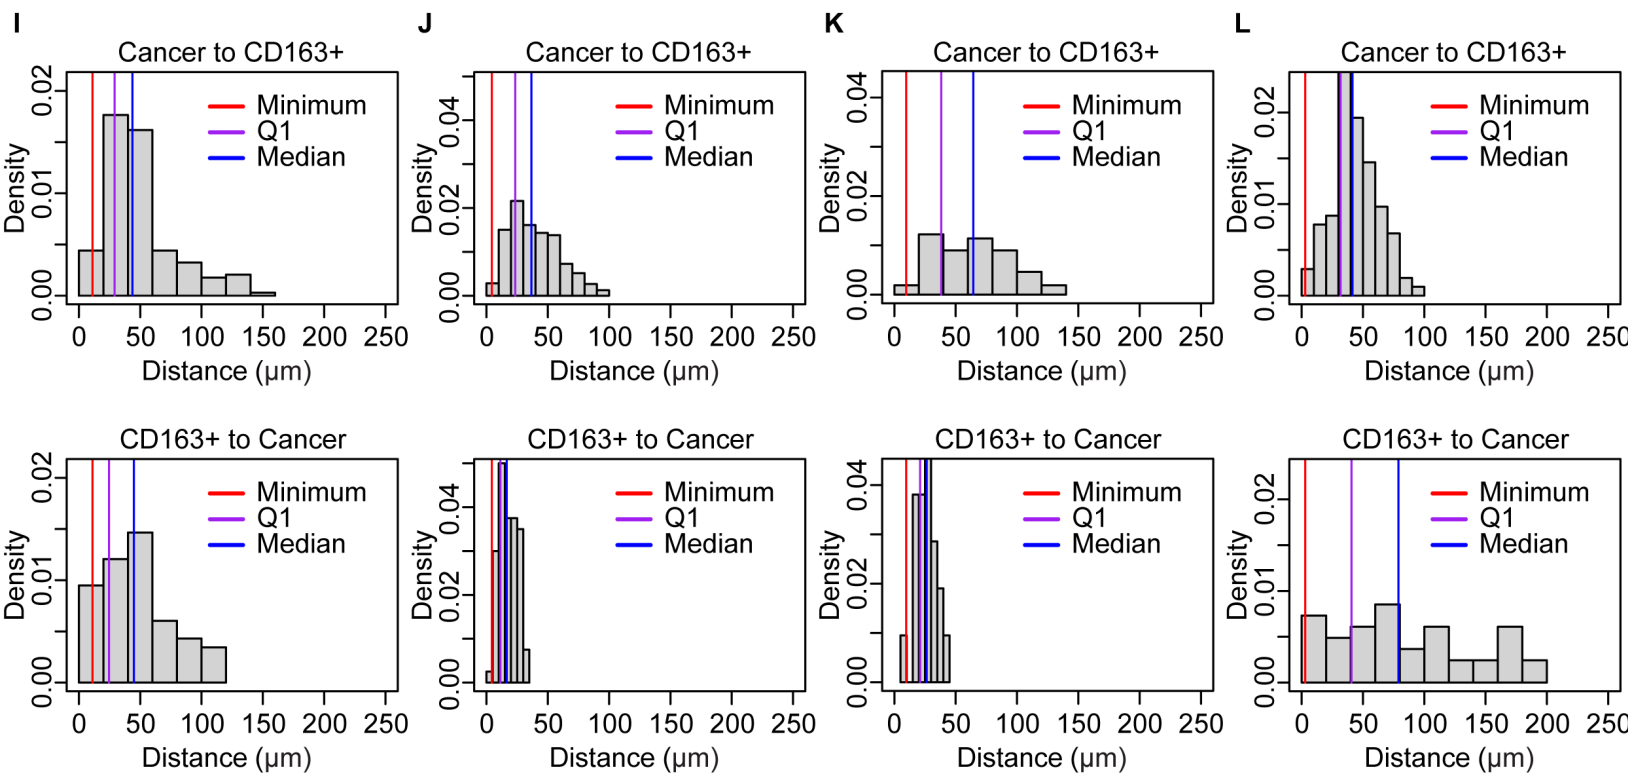 I
Cancer to CD163+
Density
0.00 0.01 0.02
Minimum
Q1
Median
0 50 100 150 200 250
Distance (µm)
J
Cancer to CD163+
Density
0.00 0.02 0.04
Minimum
Q1
Median
0 50 100 150 200 250
Distance (µm)
K
Cancer to CD163+
Density
0.00 0.02 0.04
Minimum
Q1
Median
0 50 100 150 200 250
Distance (µm)
L
Cancer to CD163+
Density
0.00 0.01 0.02
Minimum
Q1
Median
0 50 100 150 200 250
Distance (µm)
CD163+ to Cancer
Density
0.00 0.01 0.02
Minimum
Q1
Median
0 50 100 150 200 250
Distance (µm)
CD163+ to Cancer
Density
0.00 0.02 0.04
Minimum
Q1
Median
0 50 100 150 200 250
Distance (µm)
CD163+ to Cancer
Density
0.00 0.02 0.04
Minimum
Q1
Median
0 50 100 150 200 250
Distance (µm)
CD163+ to Cancer
Density
0.00 0.01 0.02
Minimum
Q1
Median
0 50 100 150 200 250
Distance (µm)